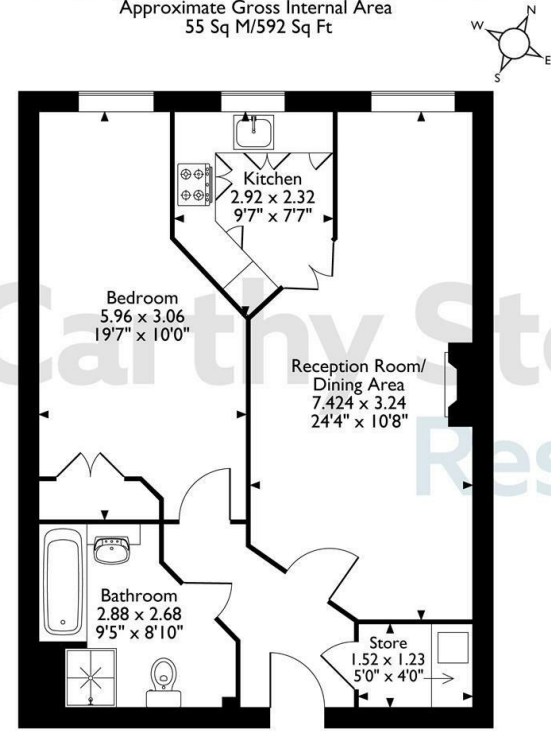 Approximate Gross Internal Area
55 Sq M/592 Sq Ft
N
W
E
S
Kitchen
2.92 x 2.32
9'7" x 7'7"
Bedroom
5.96 x 3.06
19'7" x 10'0"
Carthy Sto
Reception Room/
Dining Area
7.424 x 3.24
24'4" x 10'8"
Res
Bathroom
2.88 x 2.68
9'5" x 8'10"
Store
1.52 x 1.23
5'0" x 4'0"